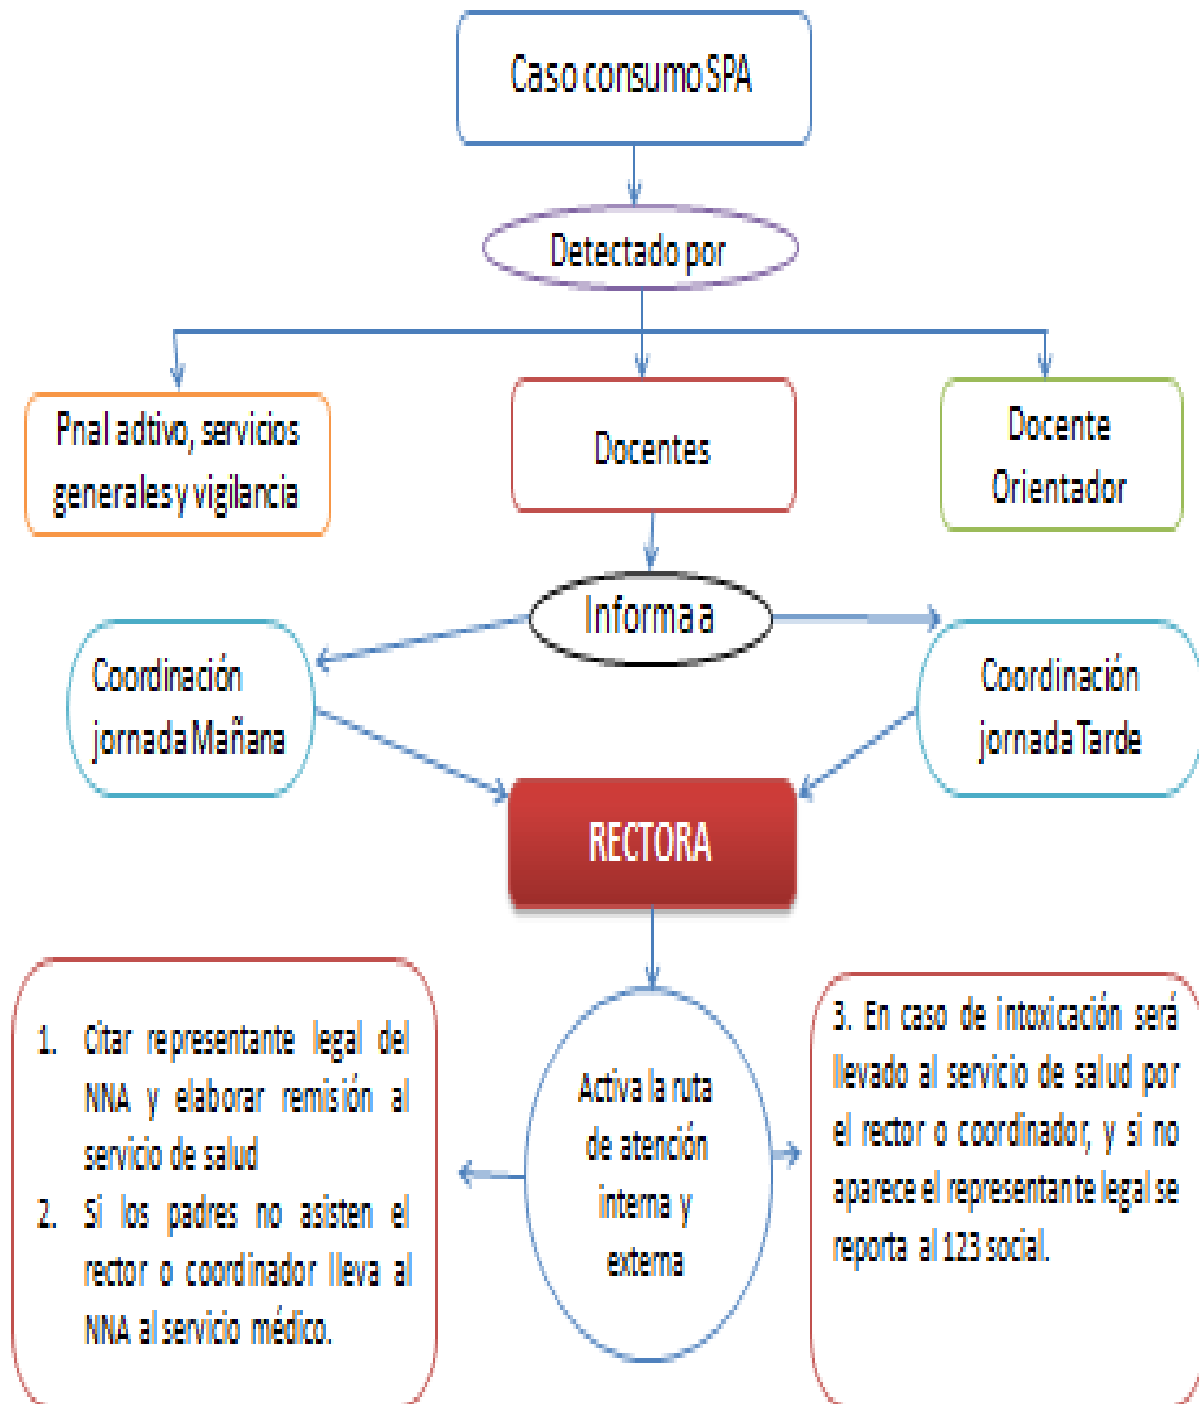 Caso consumo SPA
Detectado por
Pnal adtivo, servicios
generales y vigilancia
Docentes
Docente
Orientador
Informa a
Coordinación
jornada Mañana
Coordinación
jornada Tarde
RECTORA
1. Citar representante legal del
NNA y elaborar remisión al
servicio de salud
2. Si los padres no asisten el
rector o coordinador lleva al
NNA al servicio médico.
Activa la ruta
de atención
interna y
externa
3. En caso de intoxicación será
llevado al servicio de salud por
el rector o coordinador, y si no
aparece el representante legal se
reporta al 123 social.